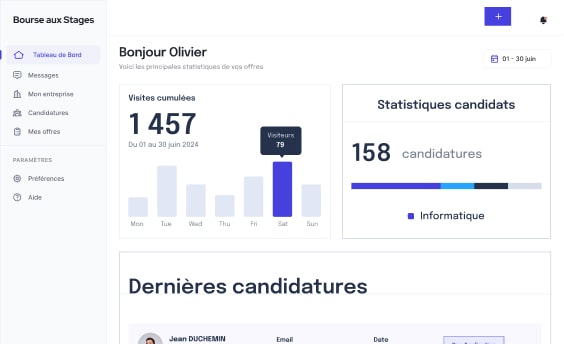 Bourse aux Stages
Tableau de Bord
Messages
Mon entreprise
Candidatures
Mes offres
PARAMÈTRES
Préférences
Aide
+
Bonjour Olivier
Voici les principales statistiques de vos offres
01 - 30 juin
Visites cumulées
1 457
Du 01 au 30 juin 2024
Visiteurs
79
Mon Tue Wed Thu Fri Sat Sun
Statistiques candidats
158 candidatures
Informatique
Dernières candidatures
Jean DUCHEMIN Email Date